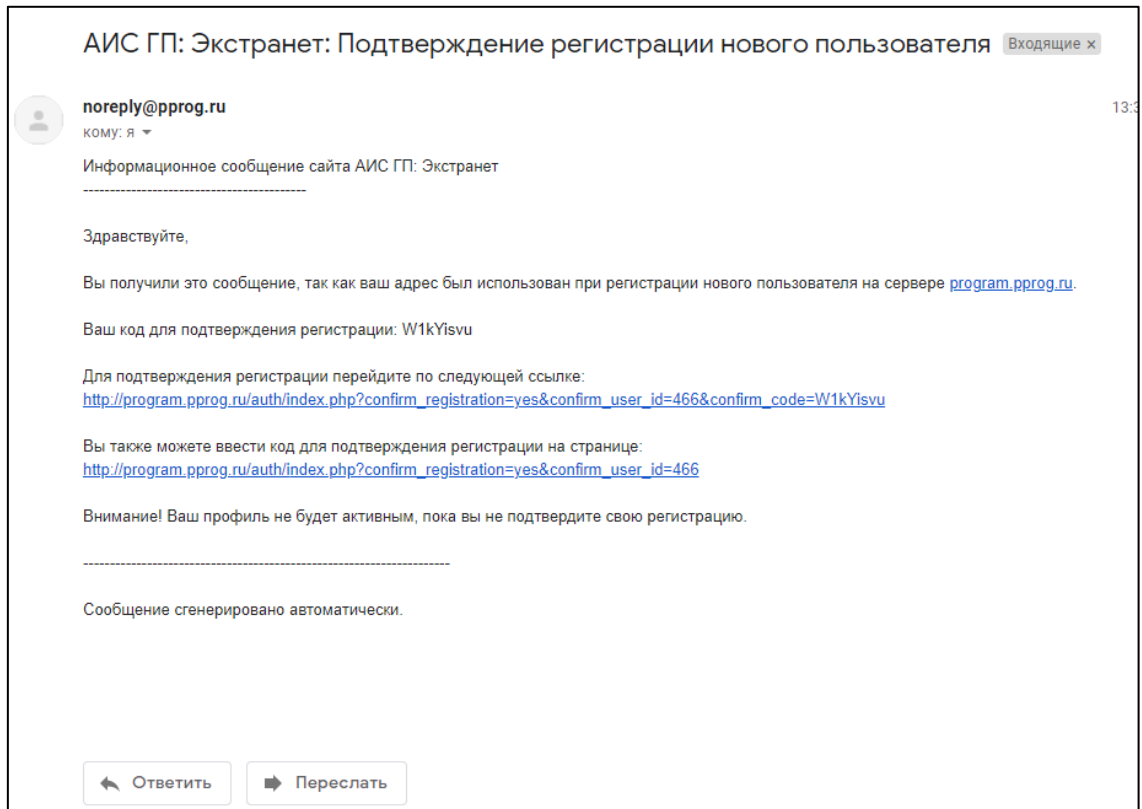 АИС ГП: Экстранет: Подтверждение регистрации нового пользователя Входящие x
noreply@pprog.ru
кому: я
Информационное сообщение сайта АИС ГП: Экстранет
------------------------------------------
Здравствуйте,
Вы получили это сообщение, так как ваш адрес был использован при регистрации нового пользователя на сервере program.pprog.ru.
Ваш код для подтверждения регистрации: W1kYisvu
Для подтверждения регистрации перейдите по следующей ссылке:
http://program.pprog.ru/auth/index.php?confirm_registration=yes&confirm_user_id=466&confirm_code=W1kYisvu
Вы также можете ввести код для подтверждения регистрации на странице:
http://program.pprog.ru/auth/index.php?confirm_registration=yes&confirm_user_id=466
Внимание! Ваш профиль не будет активным, пока вы не подтвердите свою регистрацию.
---------------------------------------------------------------------
Сообщение сгенерировано автоматически.
Ответить Переслать